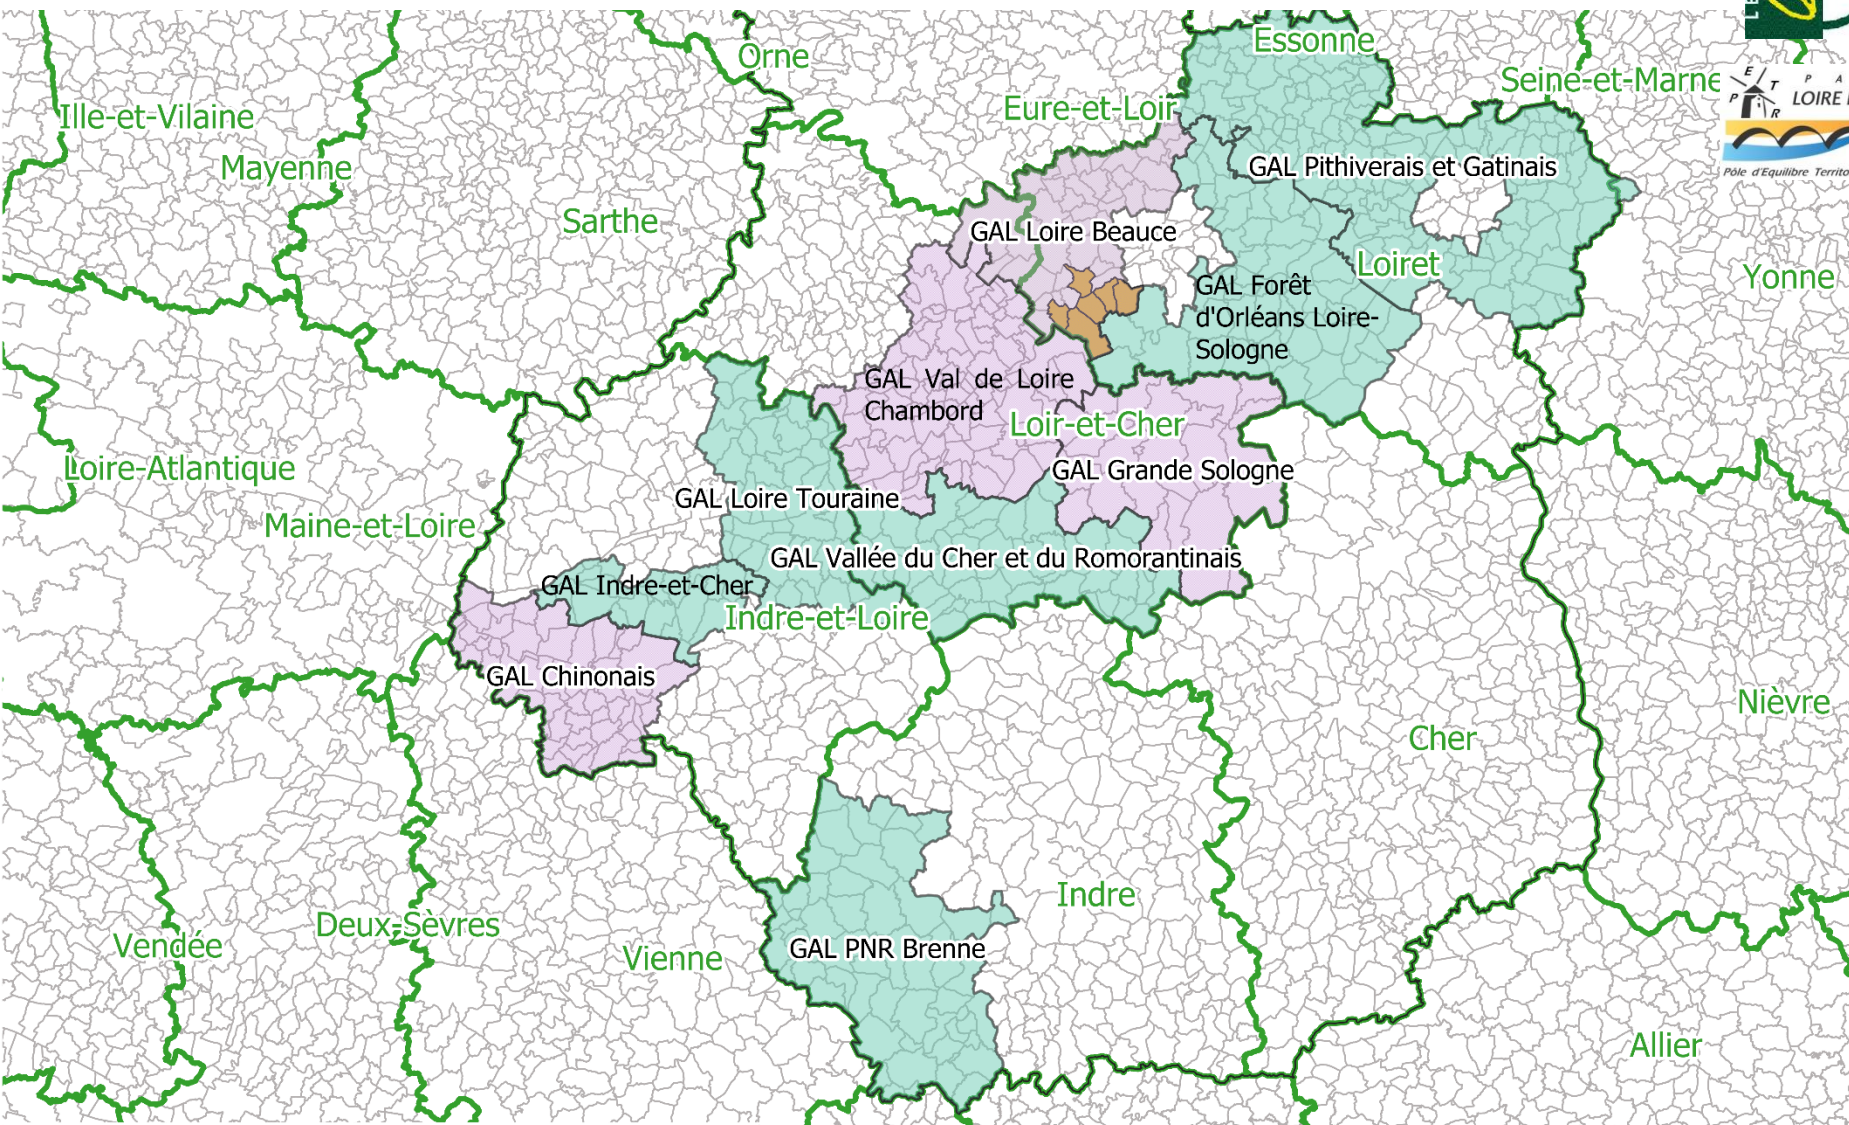 Orne
Essonne
Seine-et-Marne
Ille-et-Vilaine
Eure-et-Loir
E
T
P
R
P A
LOIRE
Pôle d'Equilibre Territo
Mayenne
GAL Pithiverais et Gatinais
Sarthe
GAL Loire Beauce
Loiret
Yonne
GAL Forêt
d'Orléans Loire-
Sologne
GAL Val de Loire
Chambord
Loir-et-Cher
Loire-Atlantique
GAL Grande Sologne
GAL Loire Touraine
Maine-et-Loire
GAL Vallée du Cher et du Romorantinais
GAL Indre-et-Cher
Indre-et-Loire
GAL Chinonais
Nièvre
Cher
Indre
Deux-Sèvres
Vendée
GAL PNR Brenne
Vienne
Allier